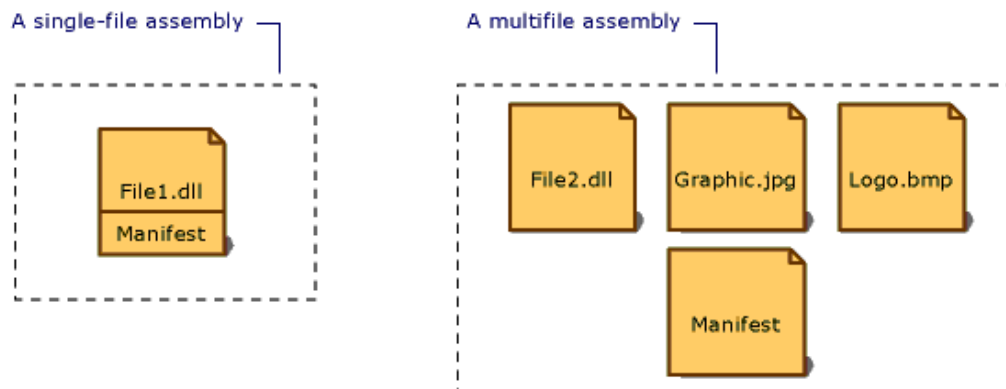 A single-file assembly
A multifile assembly
File1.dll
Manifest
File2.dll
Graphic.jpg
Logo.bmp
Manifest